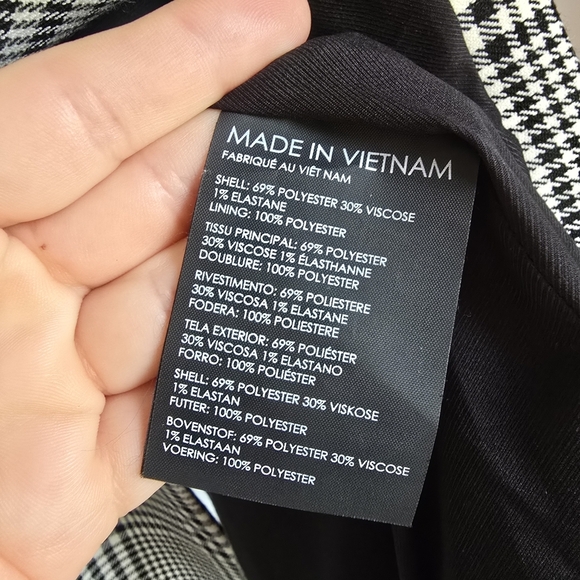 MADE IN VIETNAM
FABRIQUÉ AU VIÊT NAM
SHELL: 69% POLYESTER 30% VISCOSE
1% ELASTANE
LINING: 100% POLYESTER
TISSU PRINCIPAL: 69% POLYESTER
30% VISCOSE 1% ÉLASTHANNE
DOUBLURE: 100% POLYESTER
RIVESTIMENTO: 69% POLIESTERE
30% VISCOSA 1% ELASTANE
FODERA: 100% POLIESTERE
TELA EXTERIOR: 69% POLIÉSTER
30% VISCOSA 1% ELASTANO
FORRO: 100% POLIÉSTER
SHELL: 69% POLYESTER 30% VISKOSE
1% ELASTAN
FUTTER: 100% POLYESTER
BOVENSTOF: 69% POLYESTER 30% VISCOSE
1% ELASTAAN
VOERING: 100% POLYESTER